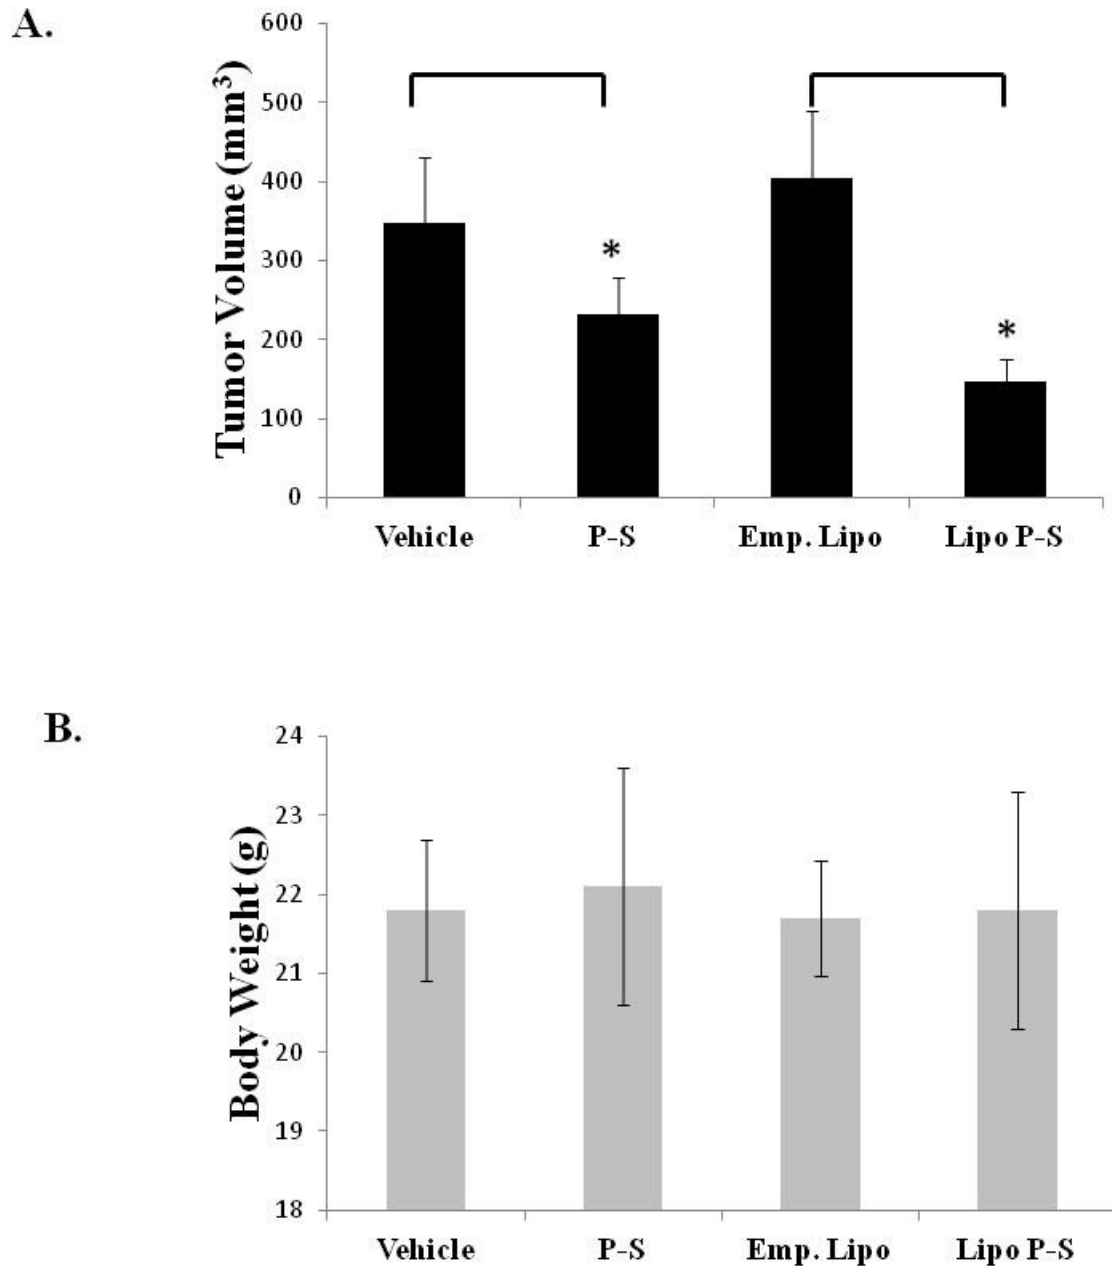 A.
Tumor Volume (mm³)
600
500
400
300
200
100
0
*
*
Vehicle P-S Emp. Lipo Lipo P-S
B.
Body Weight (g)
24
23
22
21
20
19
18
Vehicle P-S Emp. Lipo Lipo P-S